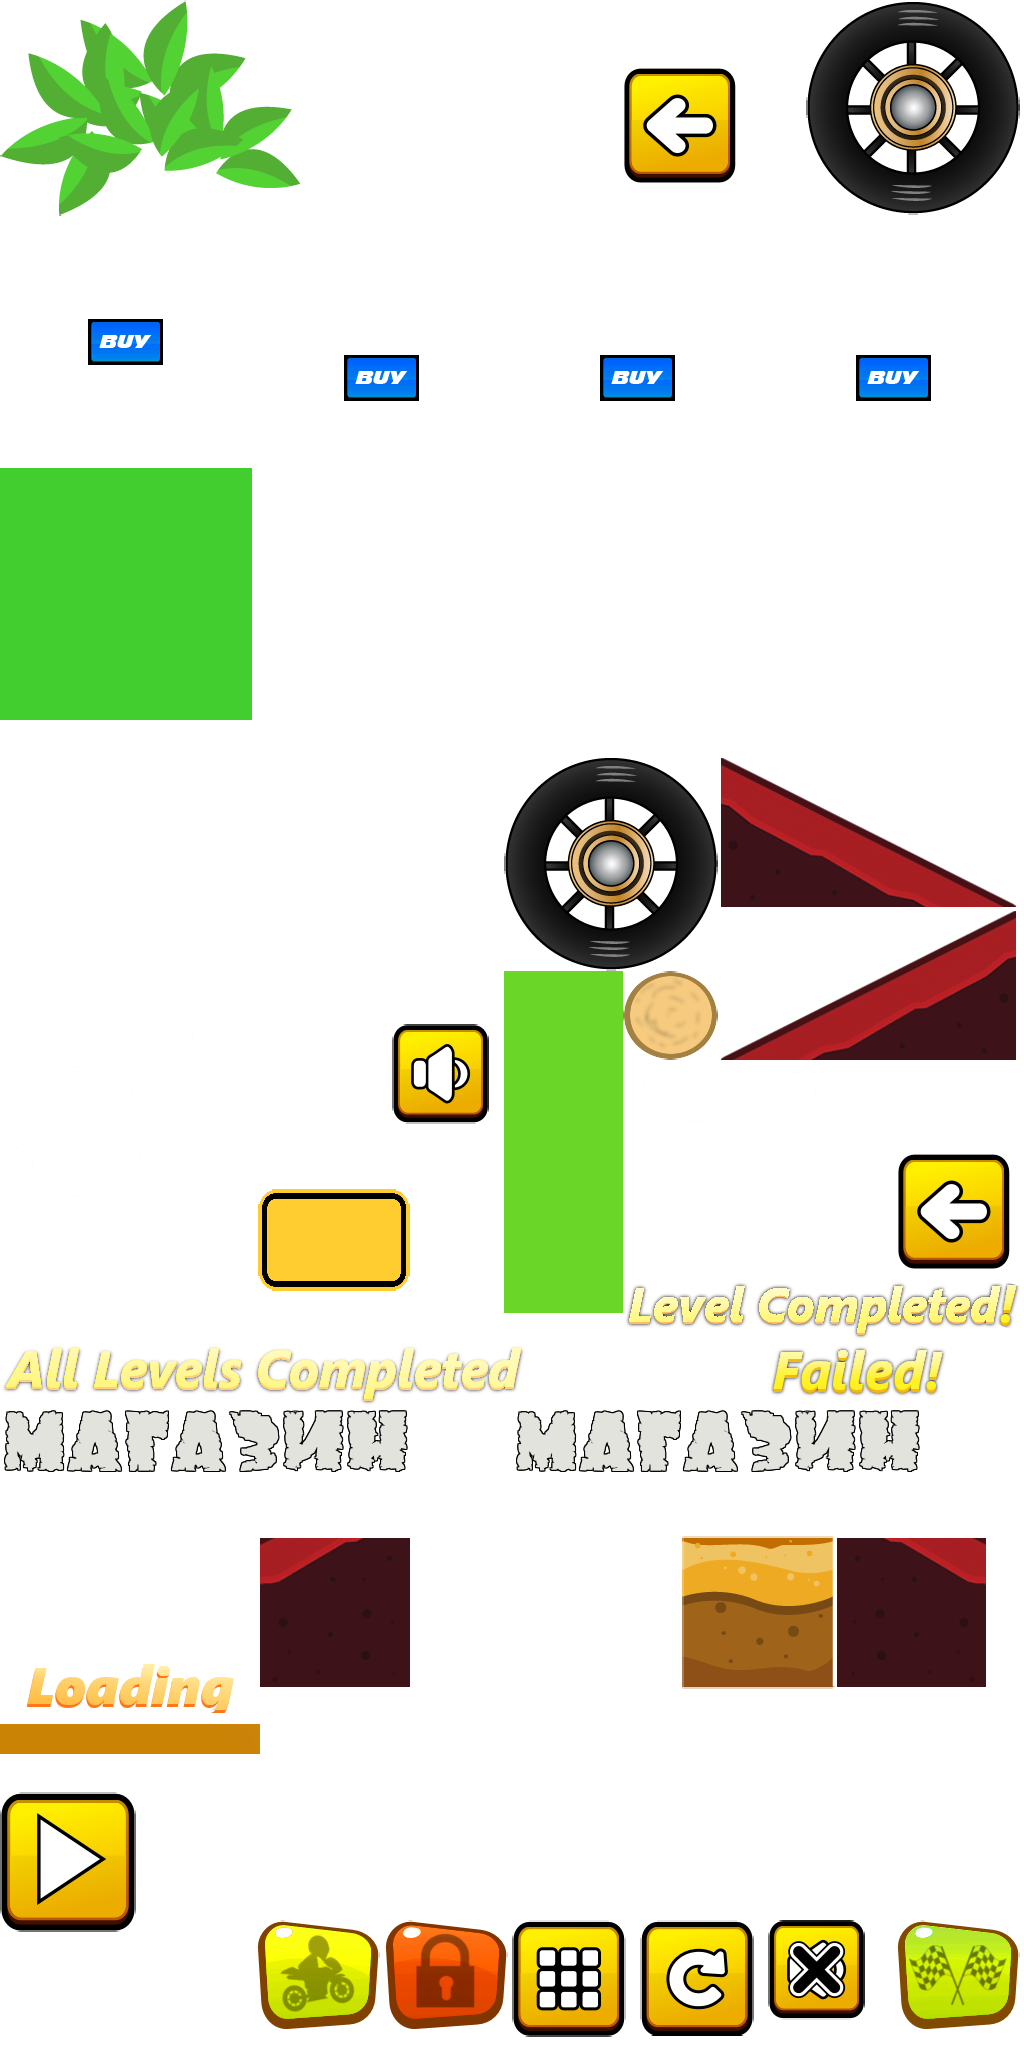 BUY
BUY
BUY
BUY
Level Completed!
All Levels Completed
Failed!
МАГАЗИН
МАГАЗИН
Loading